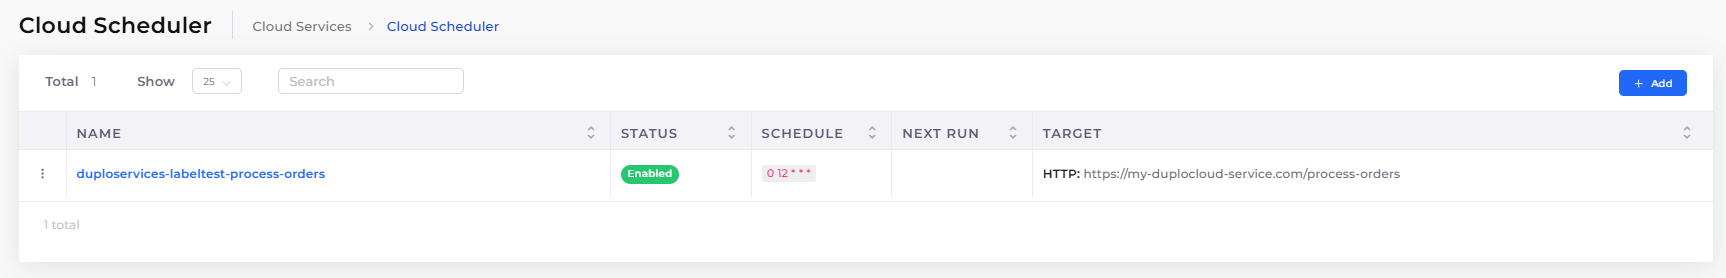 Cloud Scheduler Cloud Services > Cloud Scheduler
Total 1 Show 25 Search + Add
NAME STATUS SCHEDULE NEXT RUN TARGET
duploservices-labeltest-process-orders Enabled 0 12 * * * HTTP: https://my-duplocloud-service.com/process-orders
1 total